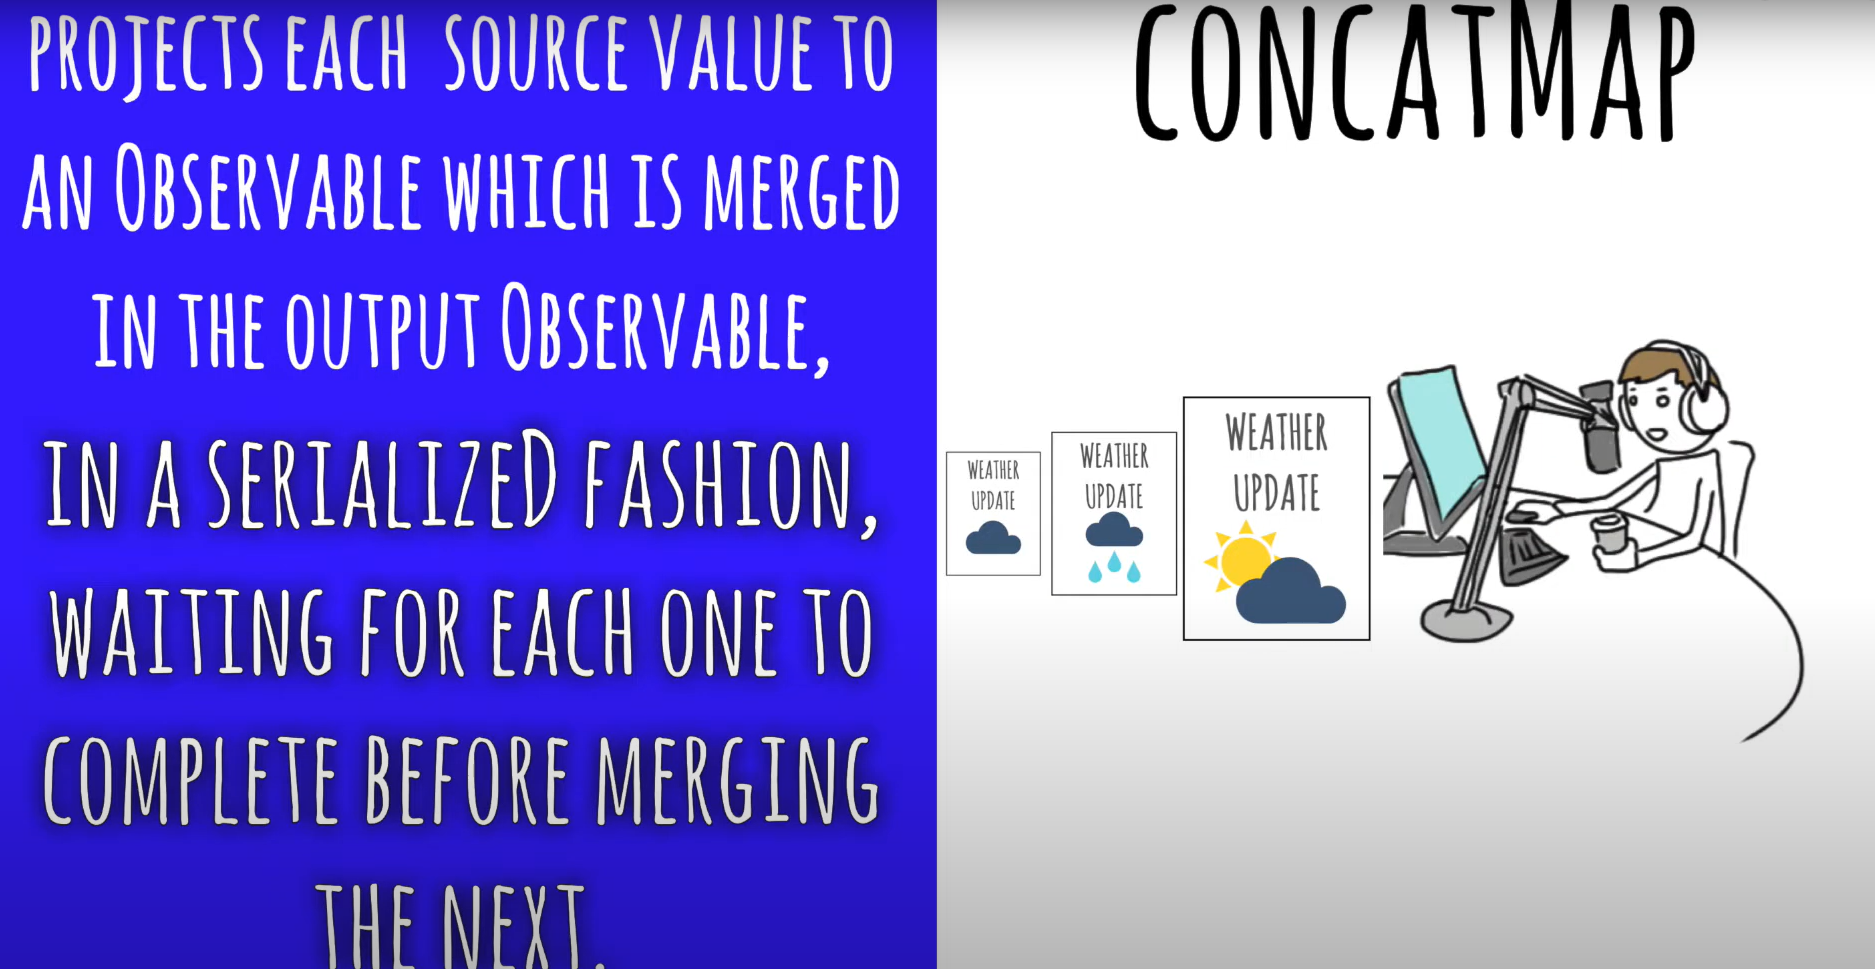 PROJECTS EACH SOURCE VALUE TO
AN OBSERVABLE WHICH IS MERGED
IN THE OUTPUT OBSERVABLE,
IN A SERIALIZED FASHION,
WAITING FOR EACH ONE TO
COMPLETE BEFORE MERGING
THE NEXT.
CONCATMAP
WEATHER
UPDATE
WEATHER
UPDATE
WEATHER
UPDATE